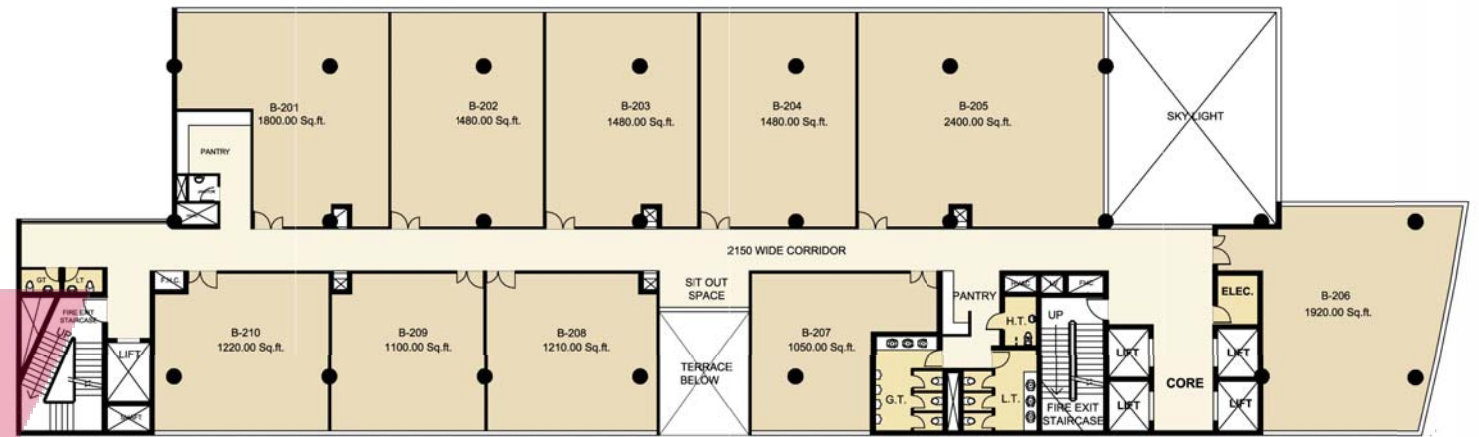 B-201
1800.00 Sq.ft.
B-202
1480.00 Sq.ft.
B-203
1480.00 Sq.ft.
B-204
1480.00 Sq.ft.
B-205
2400.00 Sq.ft.
SKY LIGHT
PANTRY
2150 WIDE CORRIDOR
GT
LT
F.H.C.
FIRE EXIT
STAIRCASE
UP
LIFT
SHAFT
B-210
1220.00 Sq.ft.
B-209
1100.00 Sq.ft.
B-208
1210.00 Sq.ft.
SIT OUT
SPACE
TERRACE
BELOW
B-207
1050.00 Sq.ft.
PANTRY
H.T.
G.T.
L.T.
FHC
UP
FIRE EXIT
STAIRCASE
LIFT
LIFT
CORE
LIFT
LIFT
ELEC.
B-206
1920.00 Sq.ft.